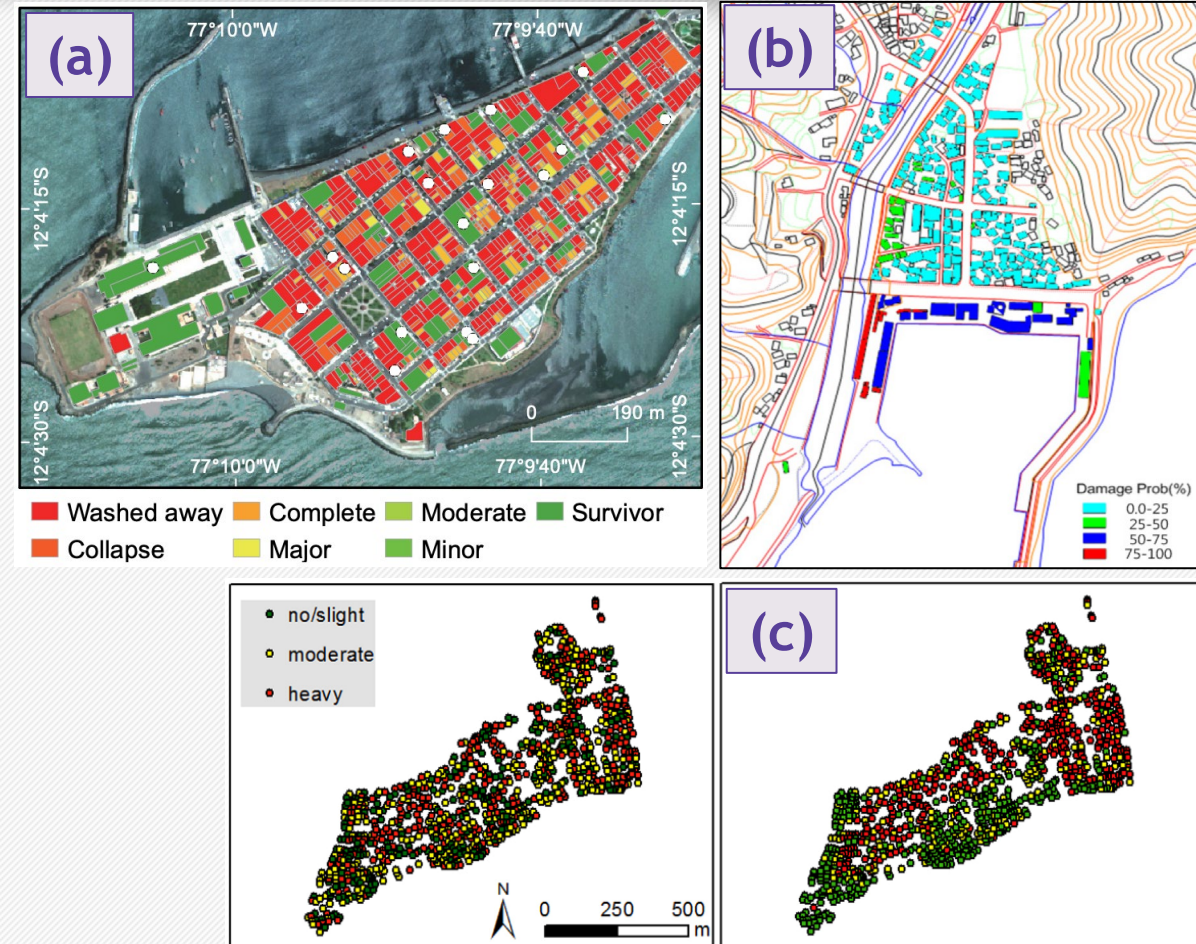 (a)
77°10'0"W
77°9'40"W
12°4'15"S
12°4'15"S
12°4'30"S
12°4'30"S
0
190 m
77°10'0"W
77°9'40"W
Washed away
Complete
Moderate
Survivor
Collapse
Major
Minor
(b)
Damage Prob(%)
0.0-25
25-50
50-75
75-100
no/slight
moderate
heavy
N
0
250
500
m
(c)